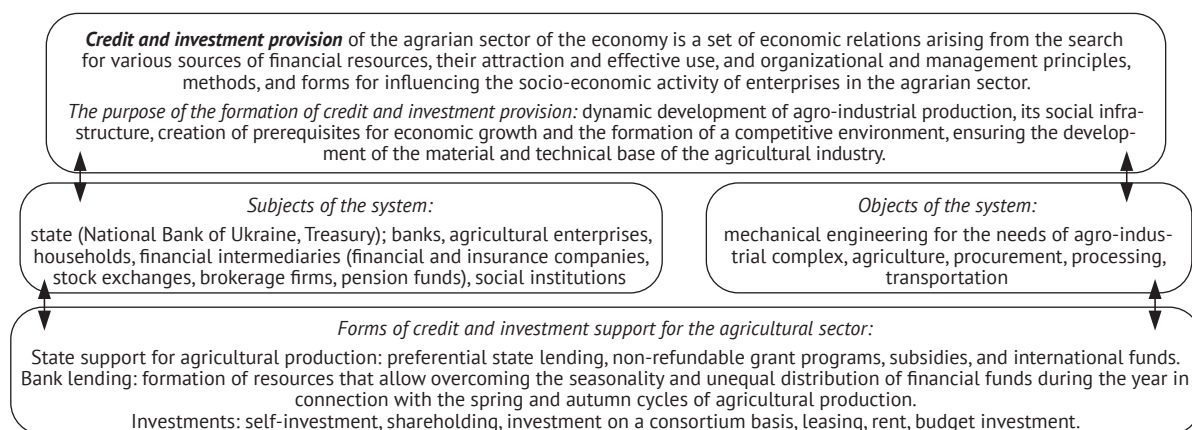 Credit and investment provision of the agrarian sector of the economy is a set of economic relations arising from the search
for various sources of financial resources, their attraction and effective use, and organizational and management principles,
methods, and forms for influencing the socio-economic activity of enterprises in the agrarian sector.
The purpose of the formation of credit and investment provision: dynamic development of agro-industrial production, its social infra-
structure, creation of prerequisites for economic growth and the formation of a competitive environment, ensuring the develop-
ment of the material and technical base of the agricultural industry.
Subjects of the system:
state (National Bank of Ukraine, Treasury); banks, agricultural enterprises,
households, financial intermediaries (financial and insurance companies,
stock exchanges, brokerage firms, pension funds), social institutions
Objects of the system:
mechanical engineering for the needs of agro-indus-
trial complex, agriculture, procurement, processing,
transportation
Forms of credit and investment support for the agricultural sector:
State support for agricultural production: preferential state lending, non-refundable grant programs, subsidies, and international funds.
Bank lending: formation of resources that allow overcoming the seasonality and unequal distribution of financial funds during the year in
connection with the spring and autumn cycles of agricultural production.
Investments: self-investment, shareholding, investment on a consortium basis, leasing, rent, budget investment.